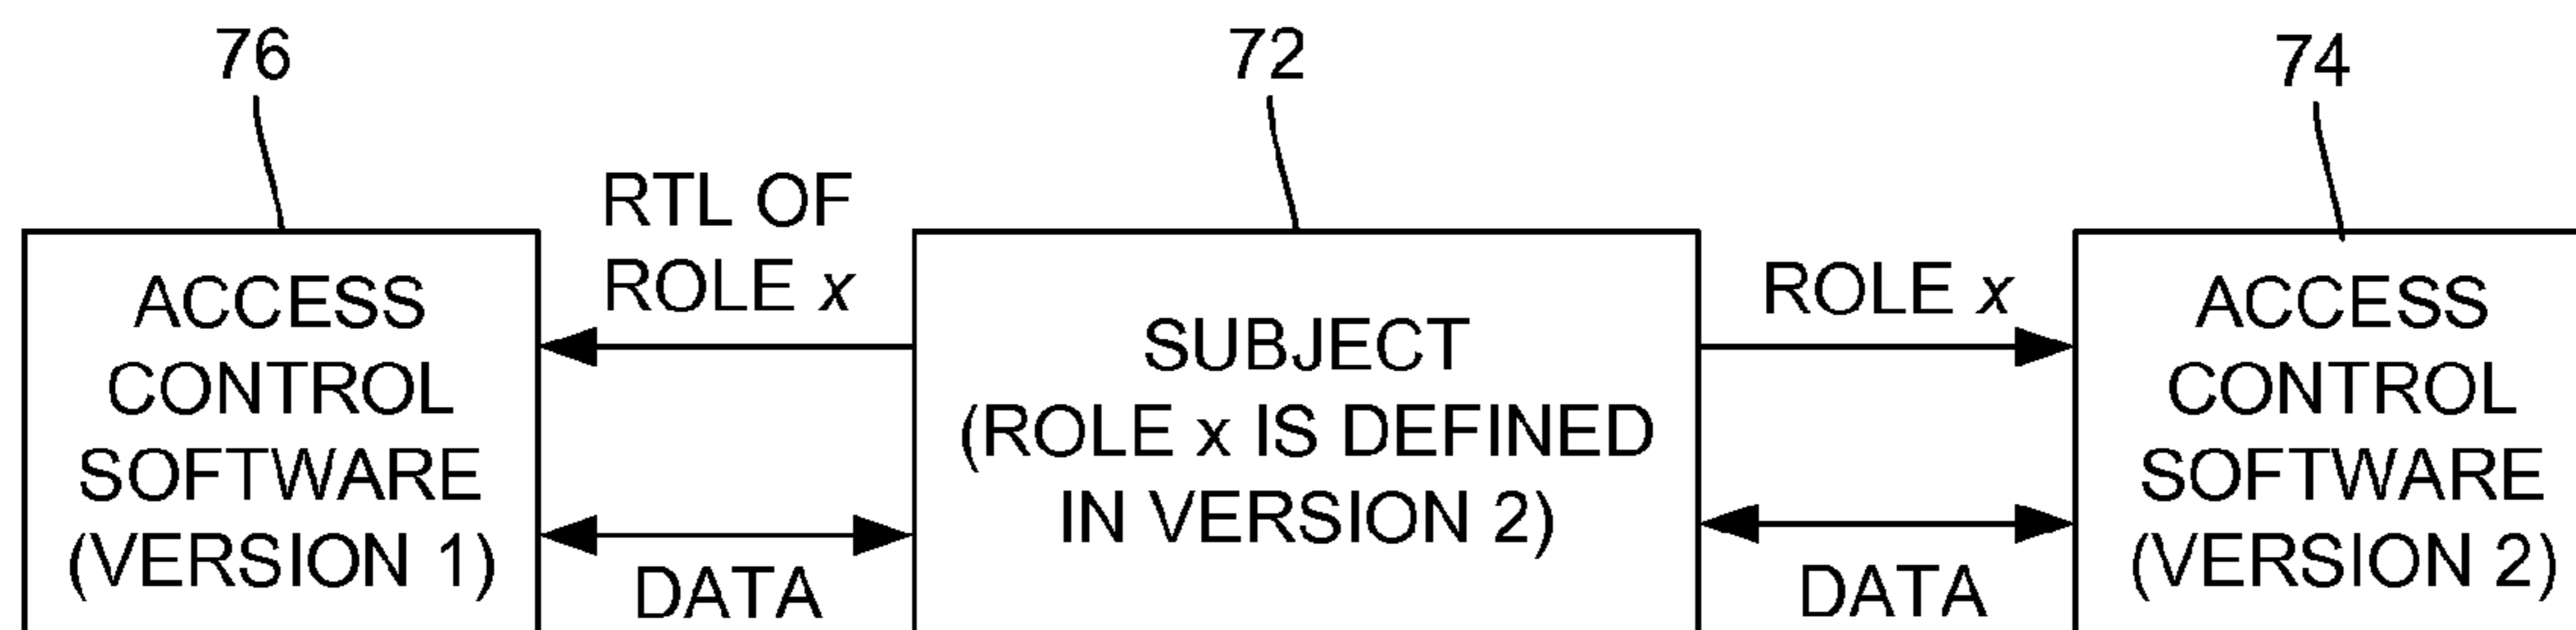 76
72
74
RTL OF
ROLE x
ROLE x
ACCESS
CONTROL
SOFTWARE
(VERSION 1)
DATA
SUBJECT
(ROLE x IS DEFINED
IN VERSION 2)
DATA
ACCESS
CONTROL
SOFTWARE
(VERSION 2)